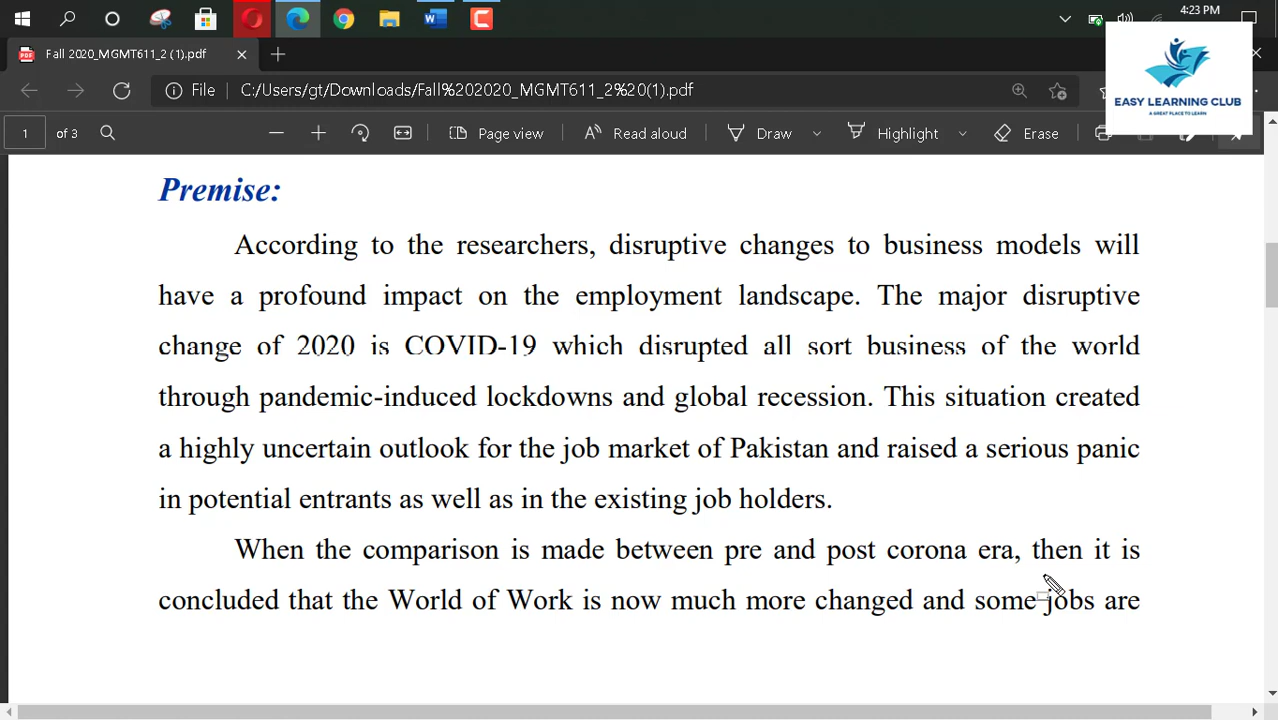 4:23 PM
Fall 2020_MGMT611_2 (1).pdf
File C:/Users/gt/Downloads/Fall%202020_MGMT611_2%20(1).pdf
EASY LEARNING CLUB
A GREAT PLACE TO LEARN
1 of 3 Page view Read aloud Draw Highlight Erase
Premise:
According to the researchers, disruptive changes to business models will
have a profound impact on the employment landscape. The major disruptive
change of 2020 is COVID-19 which disrupted all sort business of the world
through pandemic-induced lockdowns and global recession. This situation created
a highly uncertain outlook for the job market of Pakistan and raised a serious panic
in potential entrants as well as in the existing job holders.
When the comparison is made between pre and post corona era, then it is
concluded that the World of Work is now much more changed and some jobs are